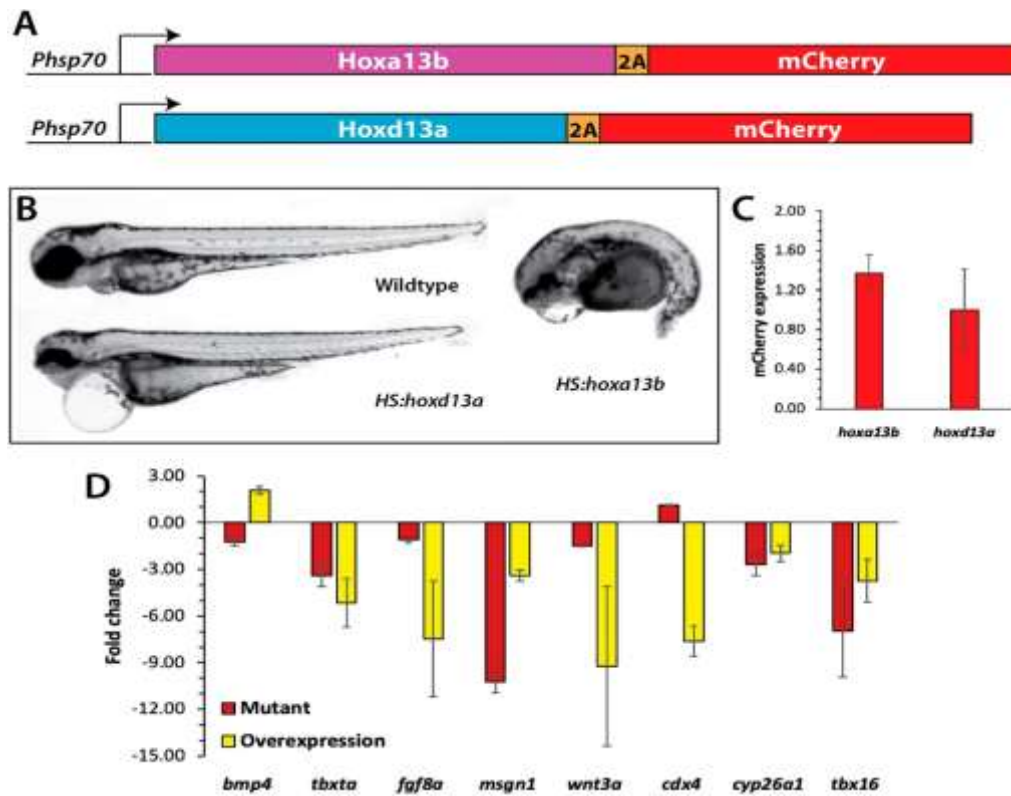 A
Phsp70
Hoxa13b 2A mCherry
Phsp70
Hoxd13a 2A mCherry
B
Wildtype
HS:hoxd13a
HS:hoxa13b
C
mCherry expression
2.00
1.60
1.20
0.80
0.40
0.00
hoxa13b hoxd13a
D
Fold change
3.00
0.00
-3.00
-6.00
-9.00
-12.00
-15.00
Mutant
Overexpression
bmp4 tbxta fgf8a msgn1 wnt3a cdx4 cyp26a1 tbx16